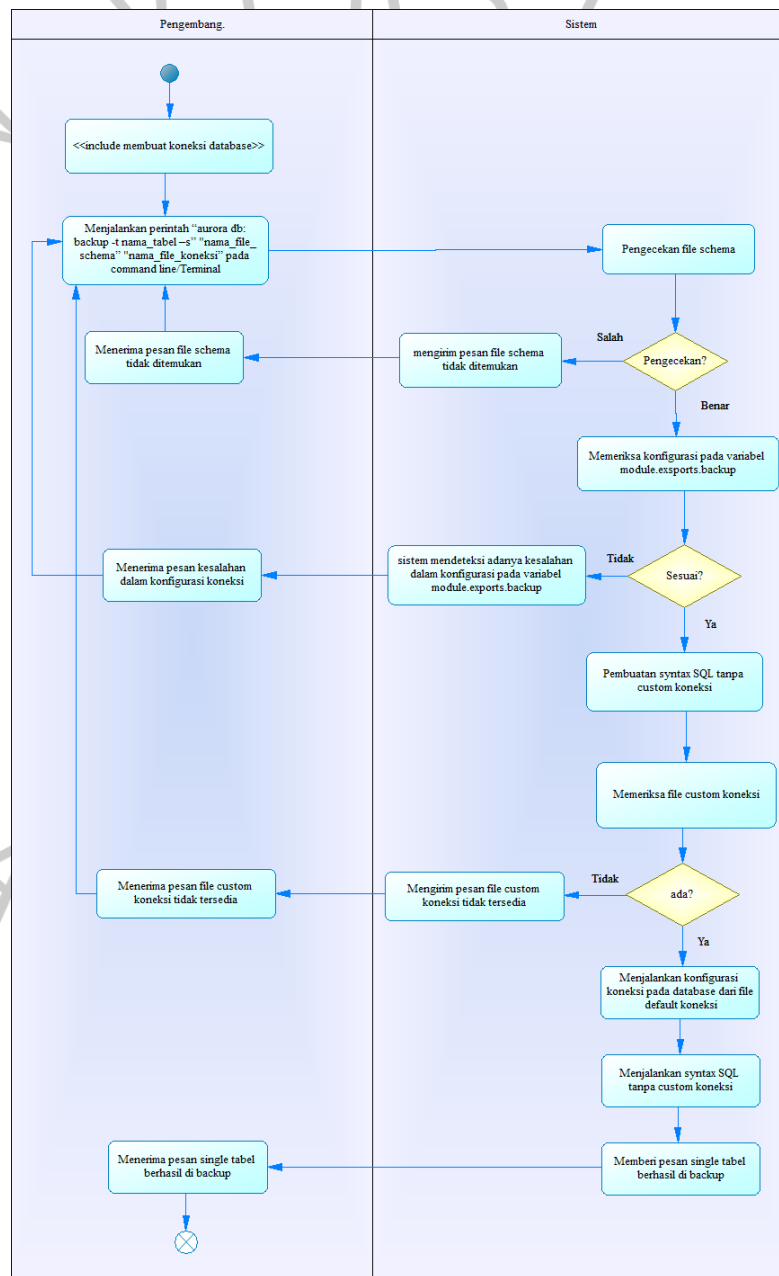 Pengembang.
Sistem
<<include membuat koneksi database>>
Menjalankan perintah “aurora db:
backup -t nama_tabel –s” "nama_file_
schema” "nama_file_koneksi” pada
command line/Terminal
Pengecekan file schema
Salah
Menerima pesan file schema
tidak ditemukan
mengirim pesan file schema
tidak ditemukan
Pengecekan?
Benar
Memeriksa konfigurasi pada variabel
module.exsports.backup
Menerima pesan kesalahan
dalam konfigurasi koneksi
sistem mendeteksi adanya kesalahan
dalam konfigurasi pada variabel
module.exports.backup
Tidak
Sesuai?
Ya
Pembuatan syntax SQL tanpa
custom koneksi
Memeriksa file custom koneksi
Menerima pesan file custom
koneksi tidak tersedia
Mengirim pesan file custom
koneksi tidak tersedia
Tidak
ada?
Ya
Menjalankan konfigurasi
koneksi pada database dari file
default koneksi
Menjalankan syntax SQL
tanpa custom koneksi
Menerima pesan single tabel
berhasil di backup
Memberi pesan single tabel
berhasil di backup